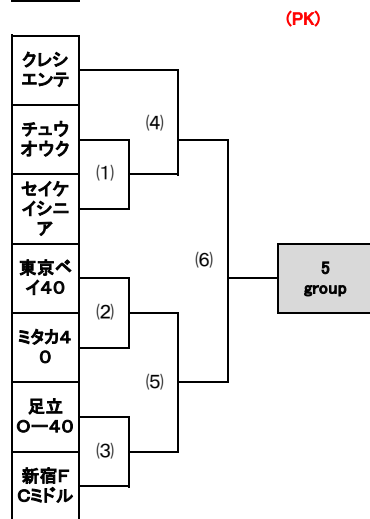 (PK)
クレシ
エンテ
(4)
チュウ
オウク
(1)
セイケ
イシニ
ア
(6)
5
group
東京ベ
イ40
(2)
ミタカ4
0
(5)
足立
O－40
(3)
新宿F
Cミドル